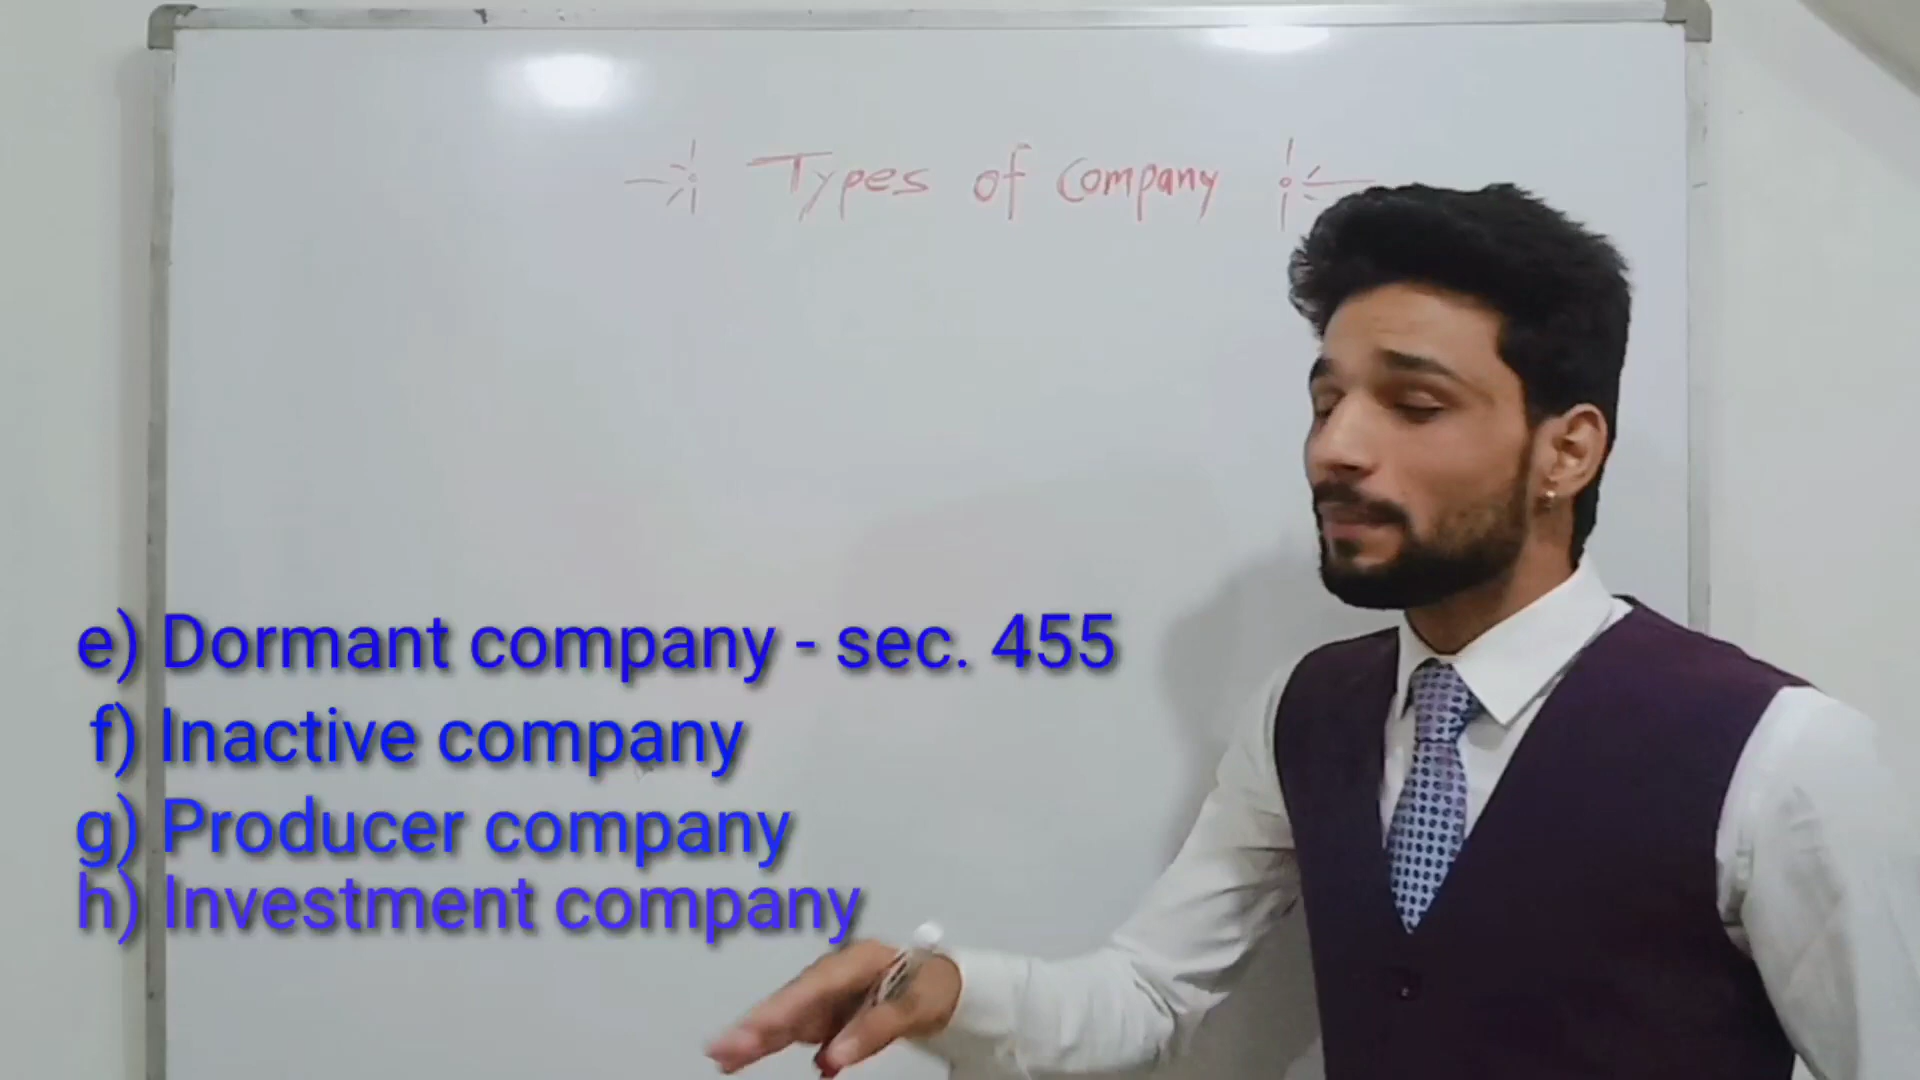 Types of Company
e) Dormant company - sec. 455
f) Inactive company
g) Producer company
h) Investment company